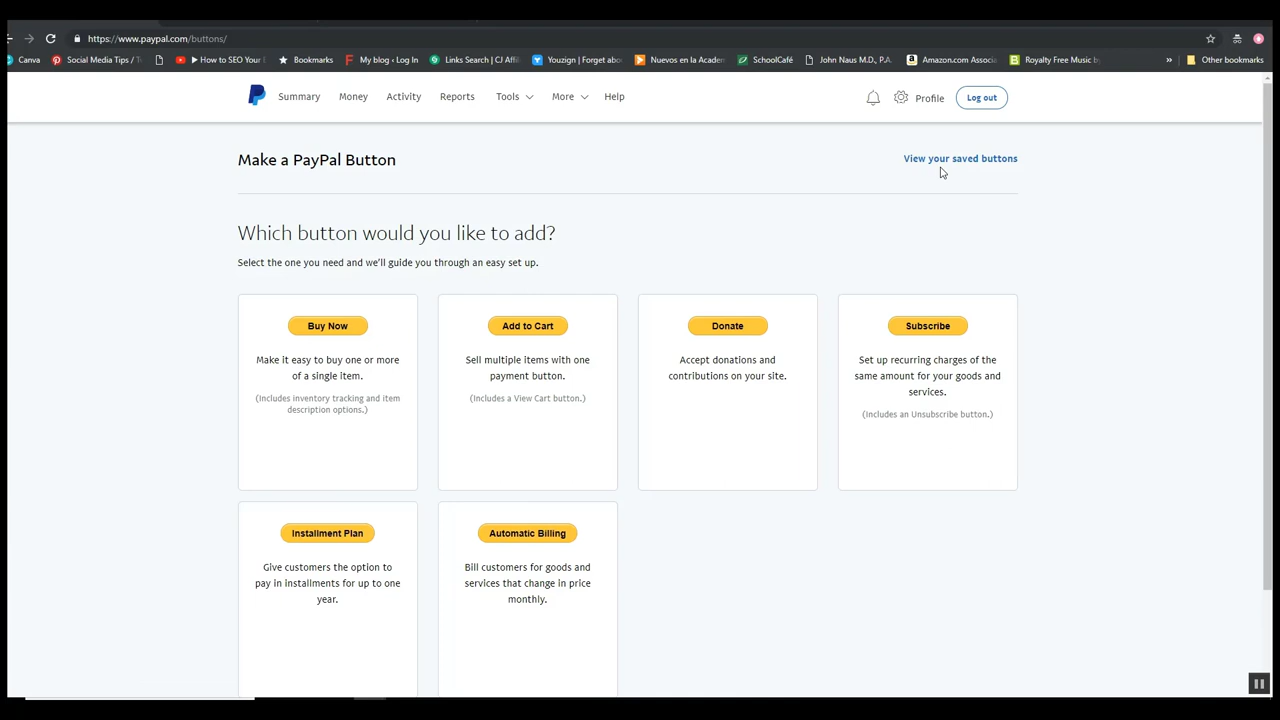 https://www.paypal.com/buttons/
Canva
Social Media Tips / T
How to SEO Your
Bookmarks
My blog ‹ Log In
Links Search | CJ Affi
Youzign | Forget abo
Nuevos en la Acaden
SchoolCafé
John Naus M.D., P.A.
Amazon.com Associa
Royalty Free Music b
»
Other bookmarks
Summary
Money
Activity
Reports
Tools
More
Help
Profile
Log out
Make a PayPal Button
View your saved buttons
Which button would you like to add?
Select the one you need and we'll guide you through an easy set up.
Buy Now
Make it easy to buy one or more
of a single item.
(Includes inventory tracking and item
description options.)
Add to Cart
Sell multiple items with one
payment button.
(Includes a View Cart button.)
Donate
Accept donations and
contributions on your site.
Subscribe
Set up recurring charges of the
same amount for your goods and
services.
(Includes an Unsubscribe button.)
Installment Plan
Give customers the option to
pay in installments for up to one
year.
Automatic Billing
Bill customers for goods and
services that change in price
monthly.